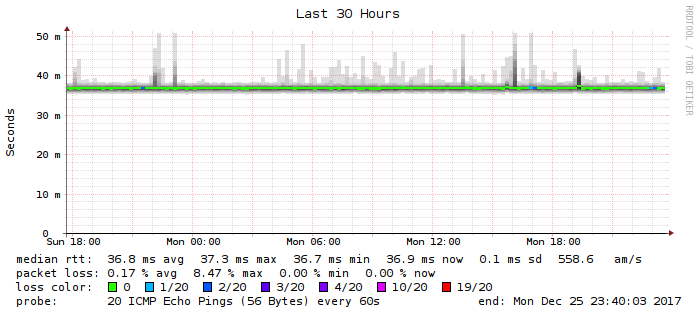 Last 30 Hours
RRDTOOL / TOBI OETIKER
Seconds
50 m
40 m
30 m
20 m
10 m
0
Sun 18:00 Mon 00:00 Mon 06:00 Mon 12:00 Mon 18:00
median rtt: 36.8 ms avg 37.3 ms max 36.7 ms min 36.9 ms now 0.1 ms sd 558.6 am/s
packet loss: 0.17 % avg 8.47 % max 0.00 % min 0.00 % now
loss color: 0 1/20 2/20 3/20 4/20 10/20 19/20
probe: 20 ICMP Echo Pings (56 Bytes) every 60s end: Mon Dec 25 23:40:03 2017